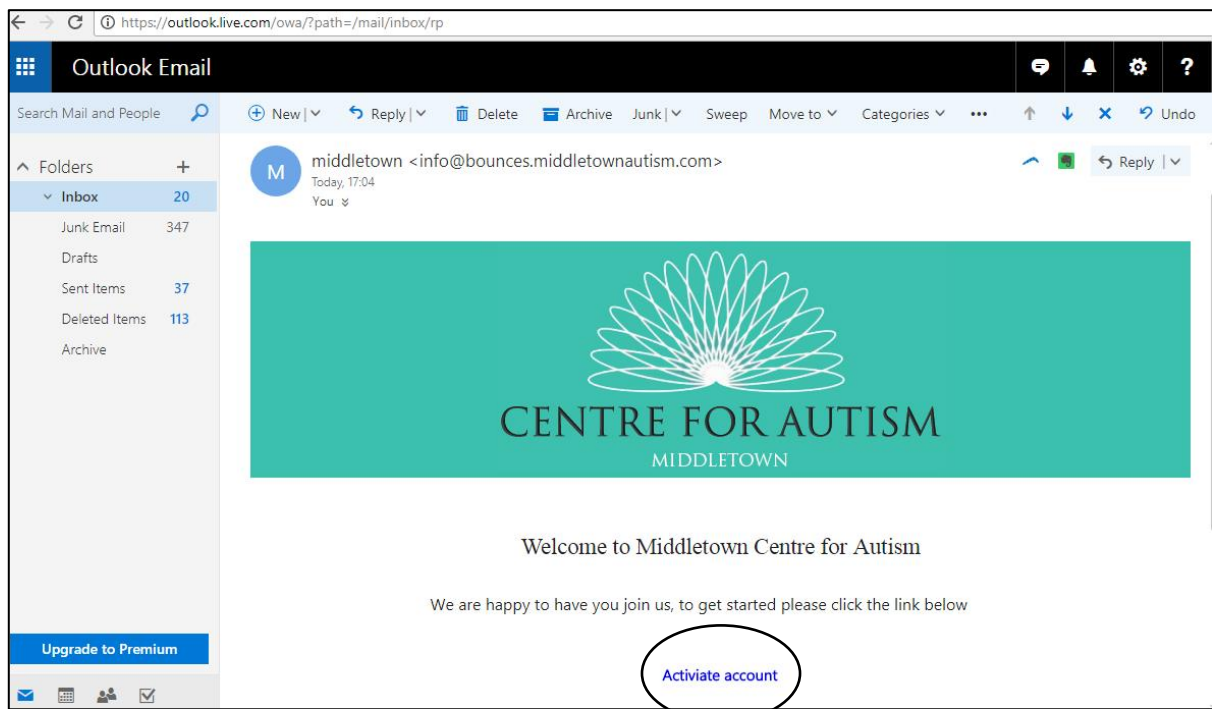 https://outlook.live.com/owa/?path=/mail/inbox/rp
Outlook Email
?
Search Mail and People
New
Reply
Delete
Archive
Junk
Sweep
Move to
Categories
Undo
Folders
Inbox 20
Junk Email 347
Drafts
Sent Items 37
Deleted Items 113
Archive
Upgrade to Premium
M
middletown <info@bounces.middletownautism.com>
Today, 17:04
You
Reply
CENTRE FOR AUTISM
MIDDLETOWN
Welcome to Middletown Centre for Autism
We are happy to have you join us, to get started please click the link below
Activiate account